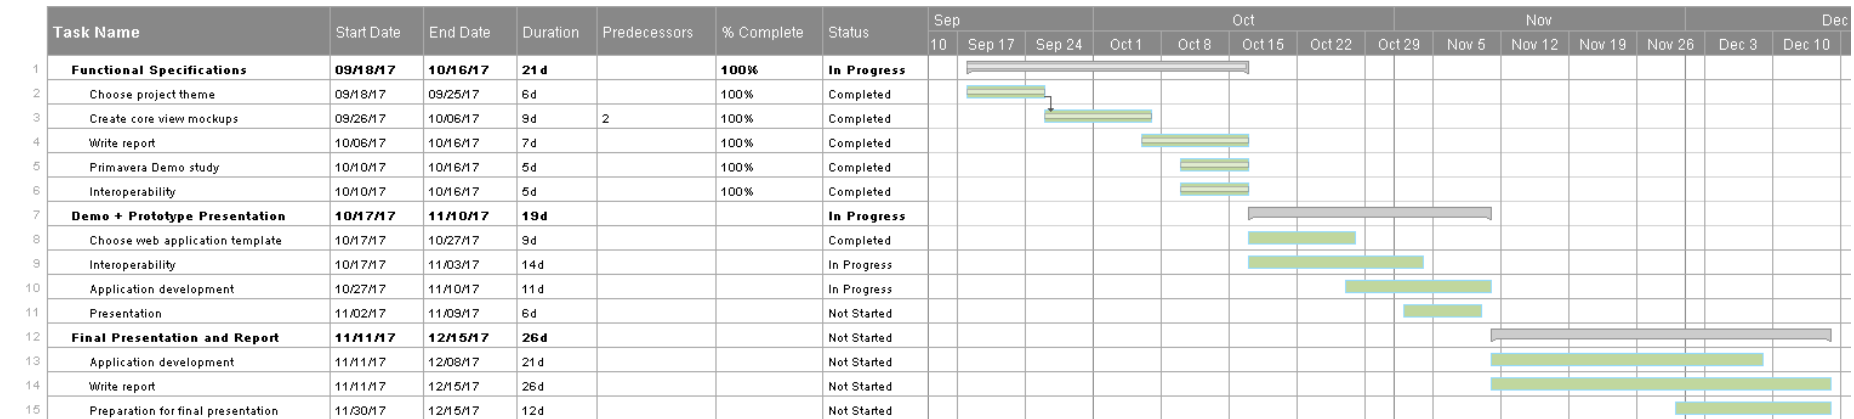 Sep Oct Nov Dec
Task Name Start Date End Date Duration Predecessors % Complete Status
10 Sep 17 Sep 24 Oct 1 Oct 8 Oct 15 Oct 22 Oct 29 Nov 5 Nov 12 Nov 19 Nov 26 Dec 3 Dec 10
1 Functional Specifications 09/18/17 10/16/17 21d 100% In Progress
2 Choose project theme 09/18/17 09/25/17 6d 100% Completed
3 Create core view mockups 09/26/17 10/06/17 9d 2 100% Completed
4 Write report 10/06/17 10/16/17 7d 100% Completed
5 Primavera Demo study 10/10/17 10/16/17 5d 100% Completed
6 Interoperability 10/10/17 10/16/17 5d 100% Completed
7 Demo + Prototype Presentation 10/17/17 11/10/17 19d In Progress
8 Choose web application template 10/17/17 10/27/17 9d Completed
9 Interoperability 10/17/17 11/03/17 14d In Progress
10 Application development 10/27/17 11/10/17 11d In Progress
11 Presentation 11/02/17 11/09/17 6d Not Started
12 Final Presentation and Report 11/11/17 12/15/17 26d Not Started
13 Application development 11/11/17 12/08/17 21d Not Started
14 Write report 11/11/17 12/15/17 26d Not Started
15 Preparation for final presentation 11/30/17 12/15/17 12d Not Started